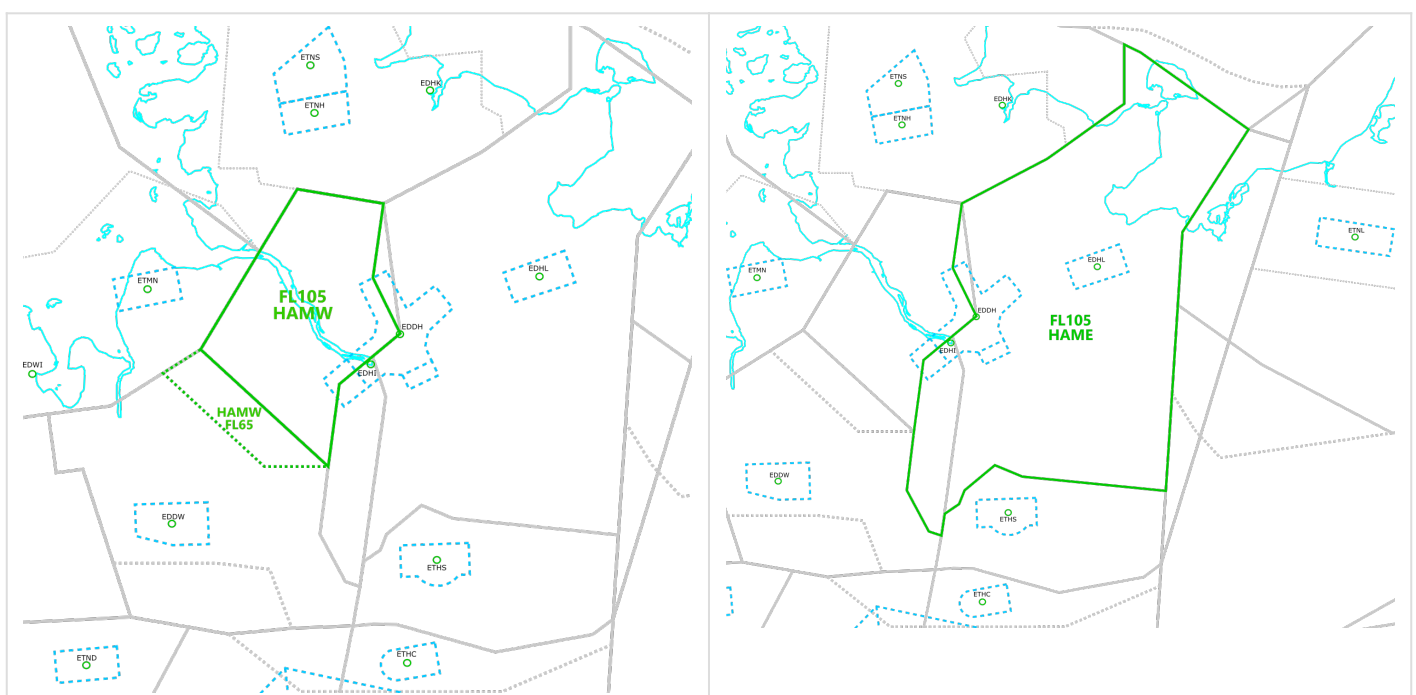 ETNS
EDHK
ETNH
EDHL
ETMN
FL105
HAMW
EDDH
EDHI
EDWI
HAMW
FL65
EDDW
ETHS
ETND
ETHC
ETNS
EDHK
ETNH
ETNL
EDHL
ETMN
EDDH
FL105
HAME
EDHI
EDDW
ETHS
ETHC